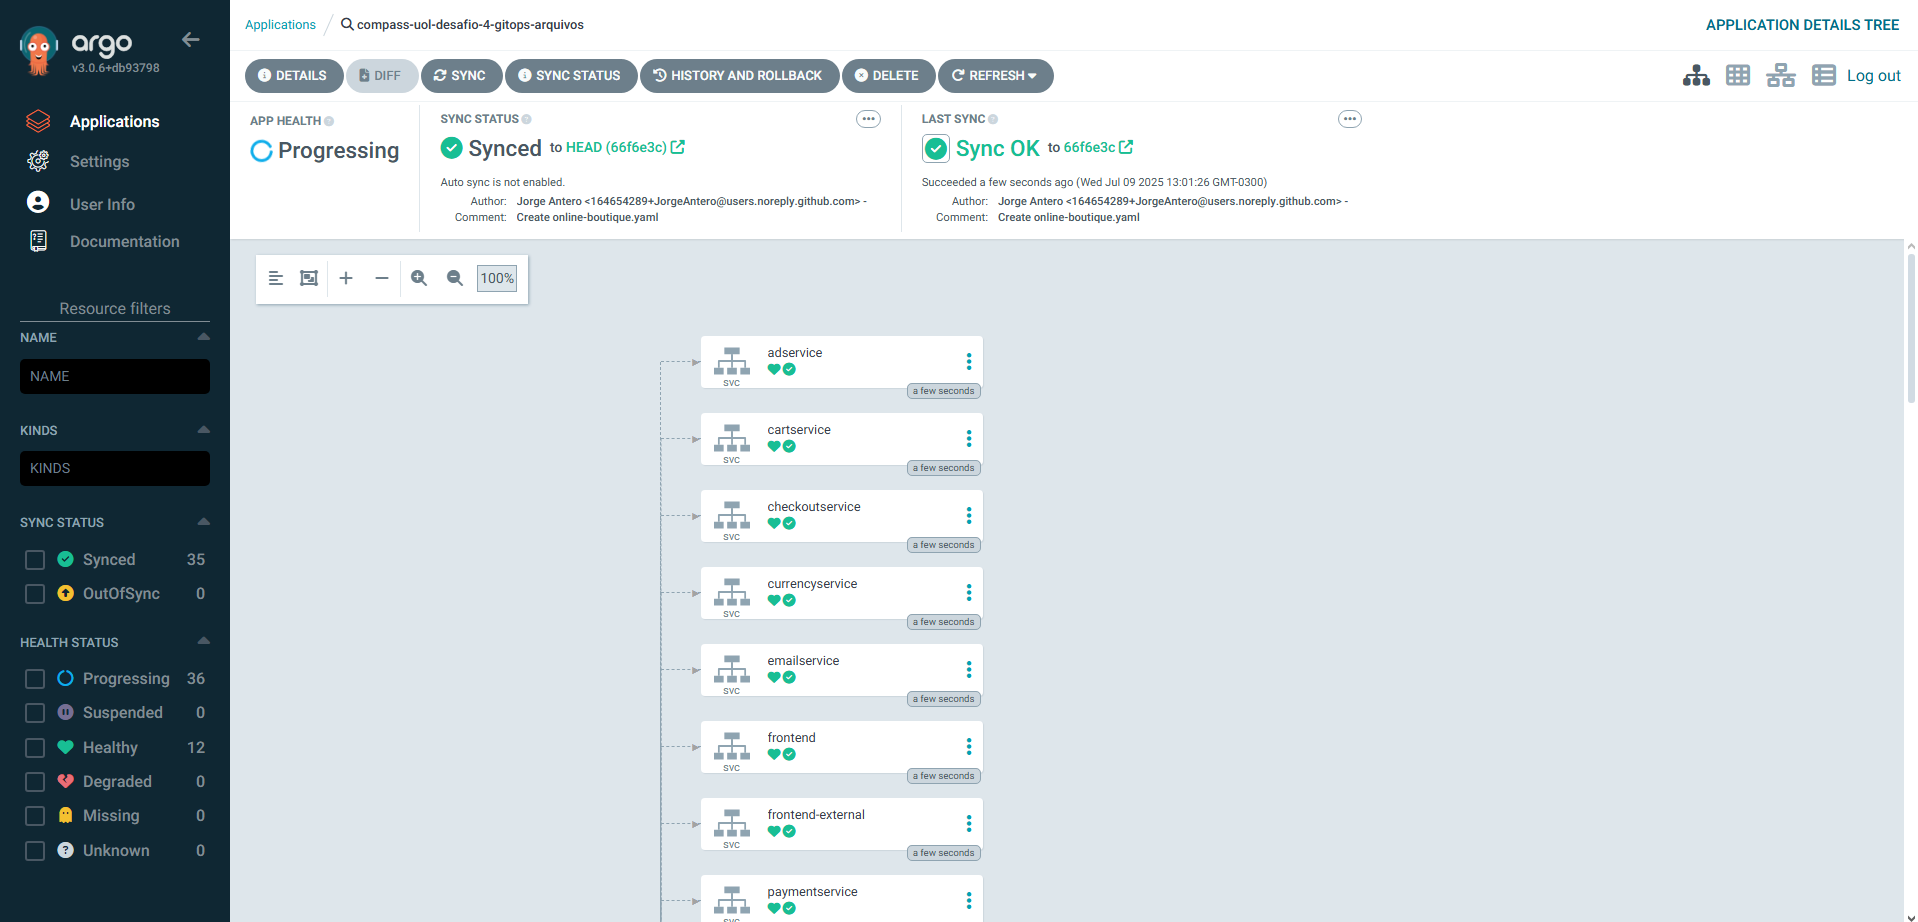 argo
v3.0.6+db93798
Applications
Settings
User Info
Documentation
Resource filters
NAME
NAME
KINDS
KINDS
SYNC STATUS
Synced 35
OutOfSync 0
HEALTH STATUS
Progressing 36
Suspended 0
Healthy 12
Degraded 0
Missing 0
Unknown 0
Applications / compass-uol-desafio-4-gitops-arquivos
APPLICATION DETAILS TREE
DETAILS DIFF SYNC SYNC STATUS HISTORY AND ROLLBACK DELETE REFRESH
Log out
APP HEALTH
Progressing
SYNC STATUS
Synced to HEAD (66f6e3c)
Auto sync is not enabled.
Author: Jorge Antero <164654289+JorgeAntero@users.noreply.github.com> -
Comment: Create online-boutique.yaml
LAST SYNC
Sync OK to 66f6e3c
Succeeded a few seconds ago (Wed Jul 09 2025 13:01:26 GMT-0300)
Author: Jorge Antero <164654289+JorgeAntero@users.noreply.github.com> -
Comment: Create online-boutique.yaml
100%
adservice
svc
a few seconds
cartservice
svc
a few seconds
checkoutservice
svc
a few seconds
currencyservice
svc
a few seconds
emailservice
svc
a few seconds
frontend
svc
a few seconds
frontend-external
svc
a few seconds
paymentservice
svc